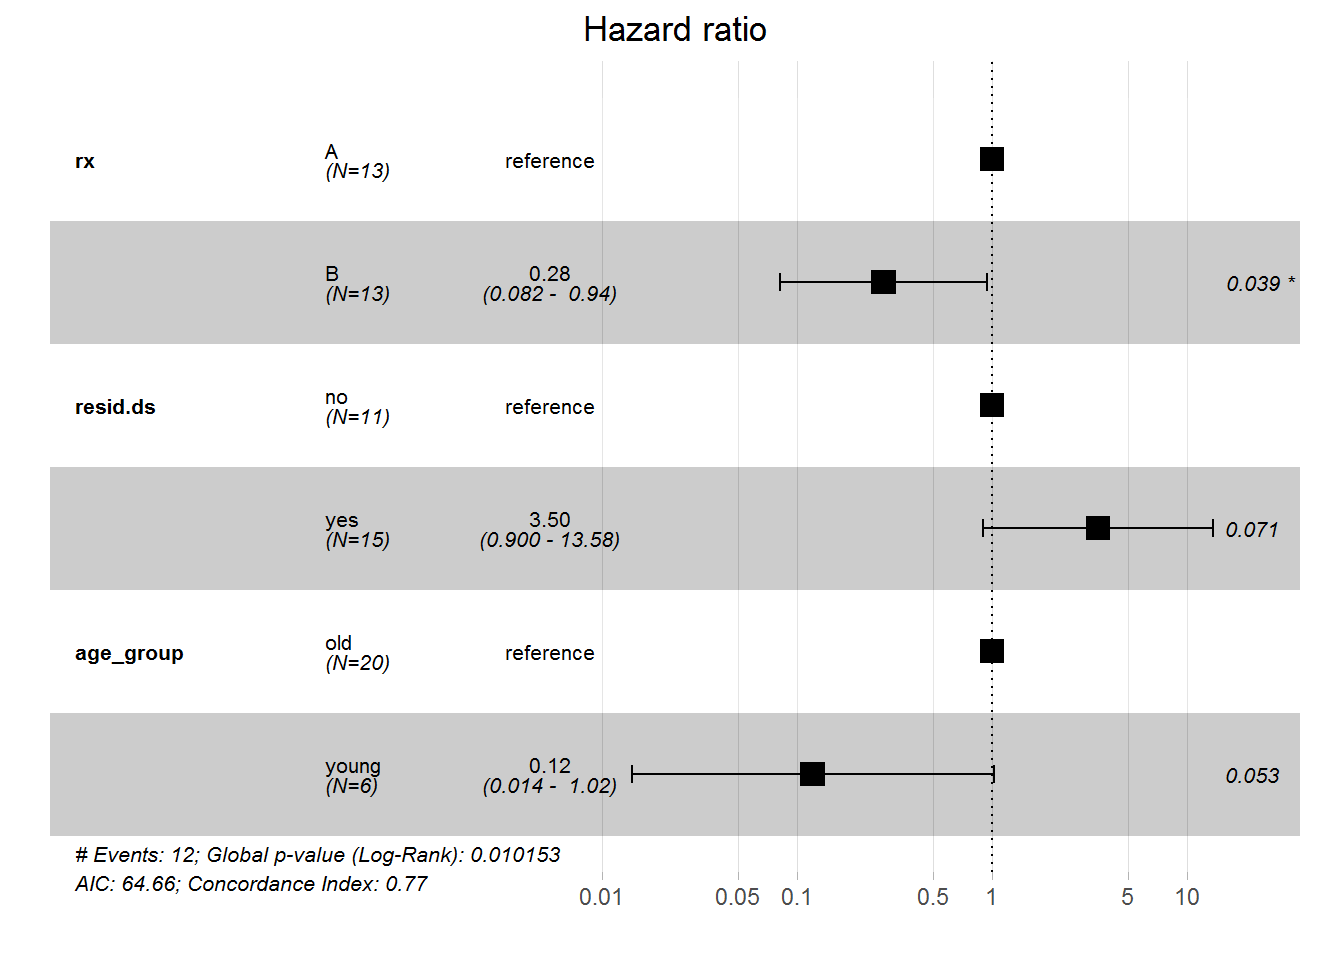 Hazard ratio
rx
A
(N=13)
reference
B
(N=13)
0.28
(0.082 -  0.94)
0.039 *
resid.ds
no
(N=11)
reference
yes
(N=15)
3.50
(0.900 - 13.58)
0.071
age_group
old
(N=20)
reference
young
(N=6)
0.12
(0.014 -  1.02)
0.053
# Events: 12; Global p-value (Log-Rank): 0.010153
AIC: 64.66; Concordance Index: 0.77
0.01 0.05 0.1 0.5 1 5 10